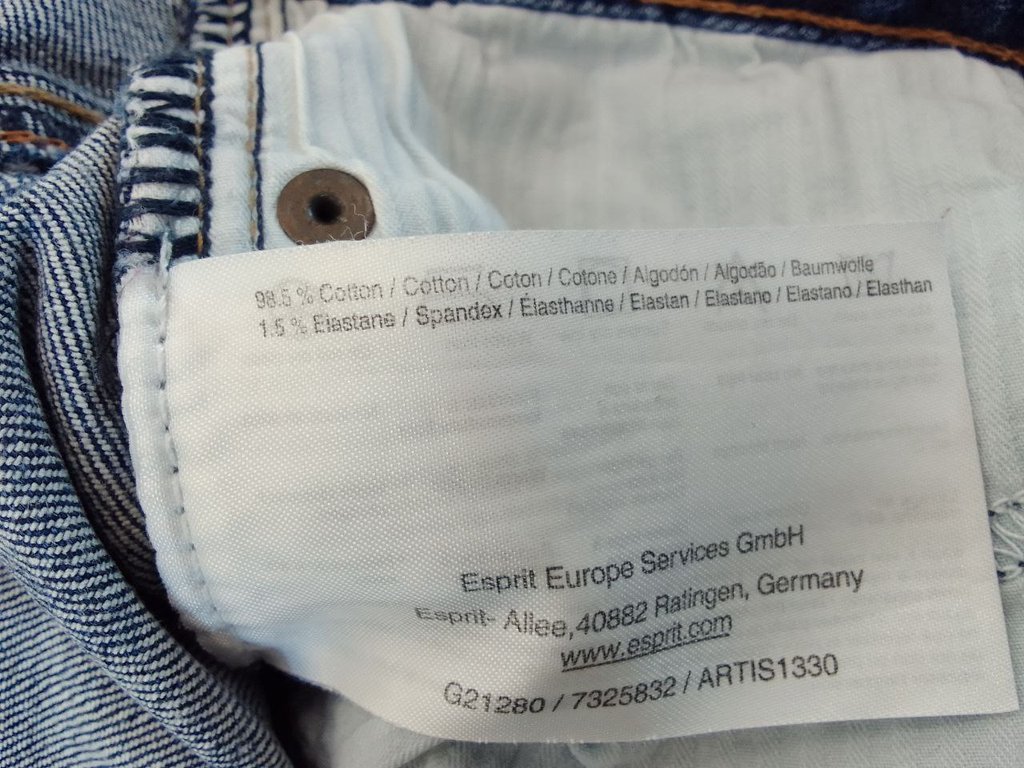 98.5 % Cotton / Cotton / Coton / Cotone / Algodón / Algodão / Baumwolle
1.5 % Elastane / Spandex / Élasthanne / Elastan / Elastano / Elastano / Elasthan
Esprit Europe Services GmbH
Esprit- Allee,40882 Ratingen, Germany
www.esprit.com
G21280 / 7325832 / ARTIS1330